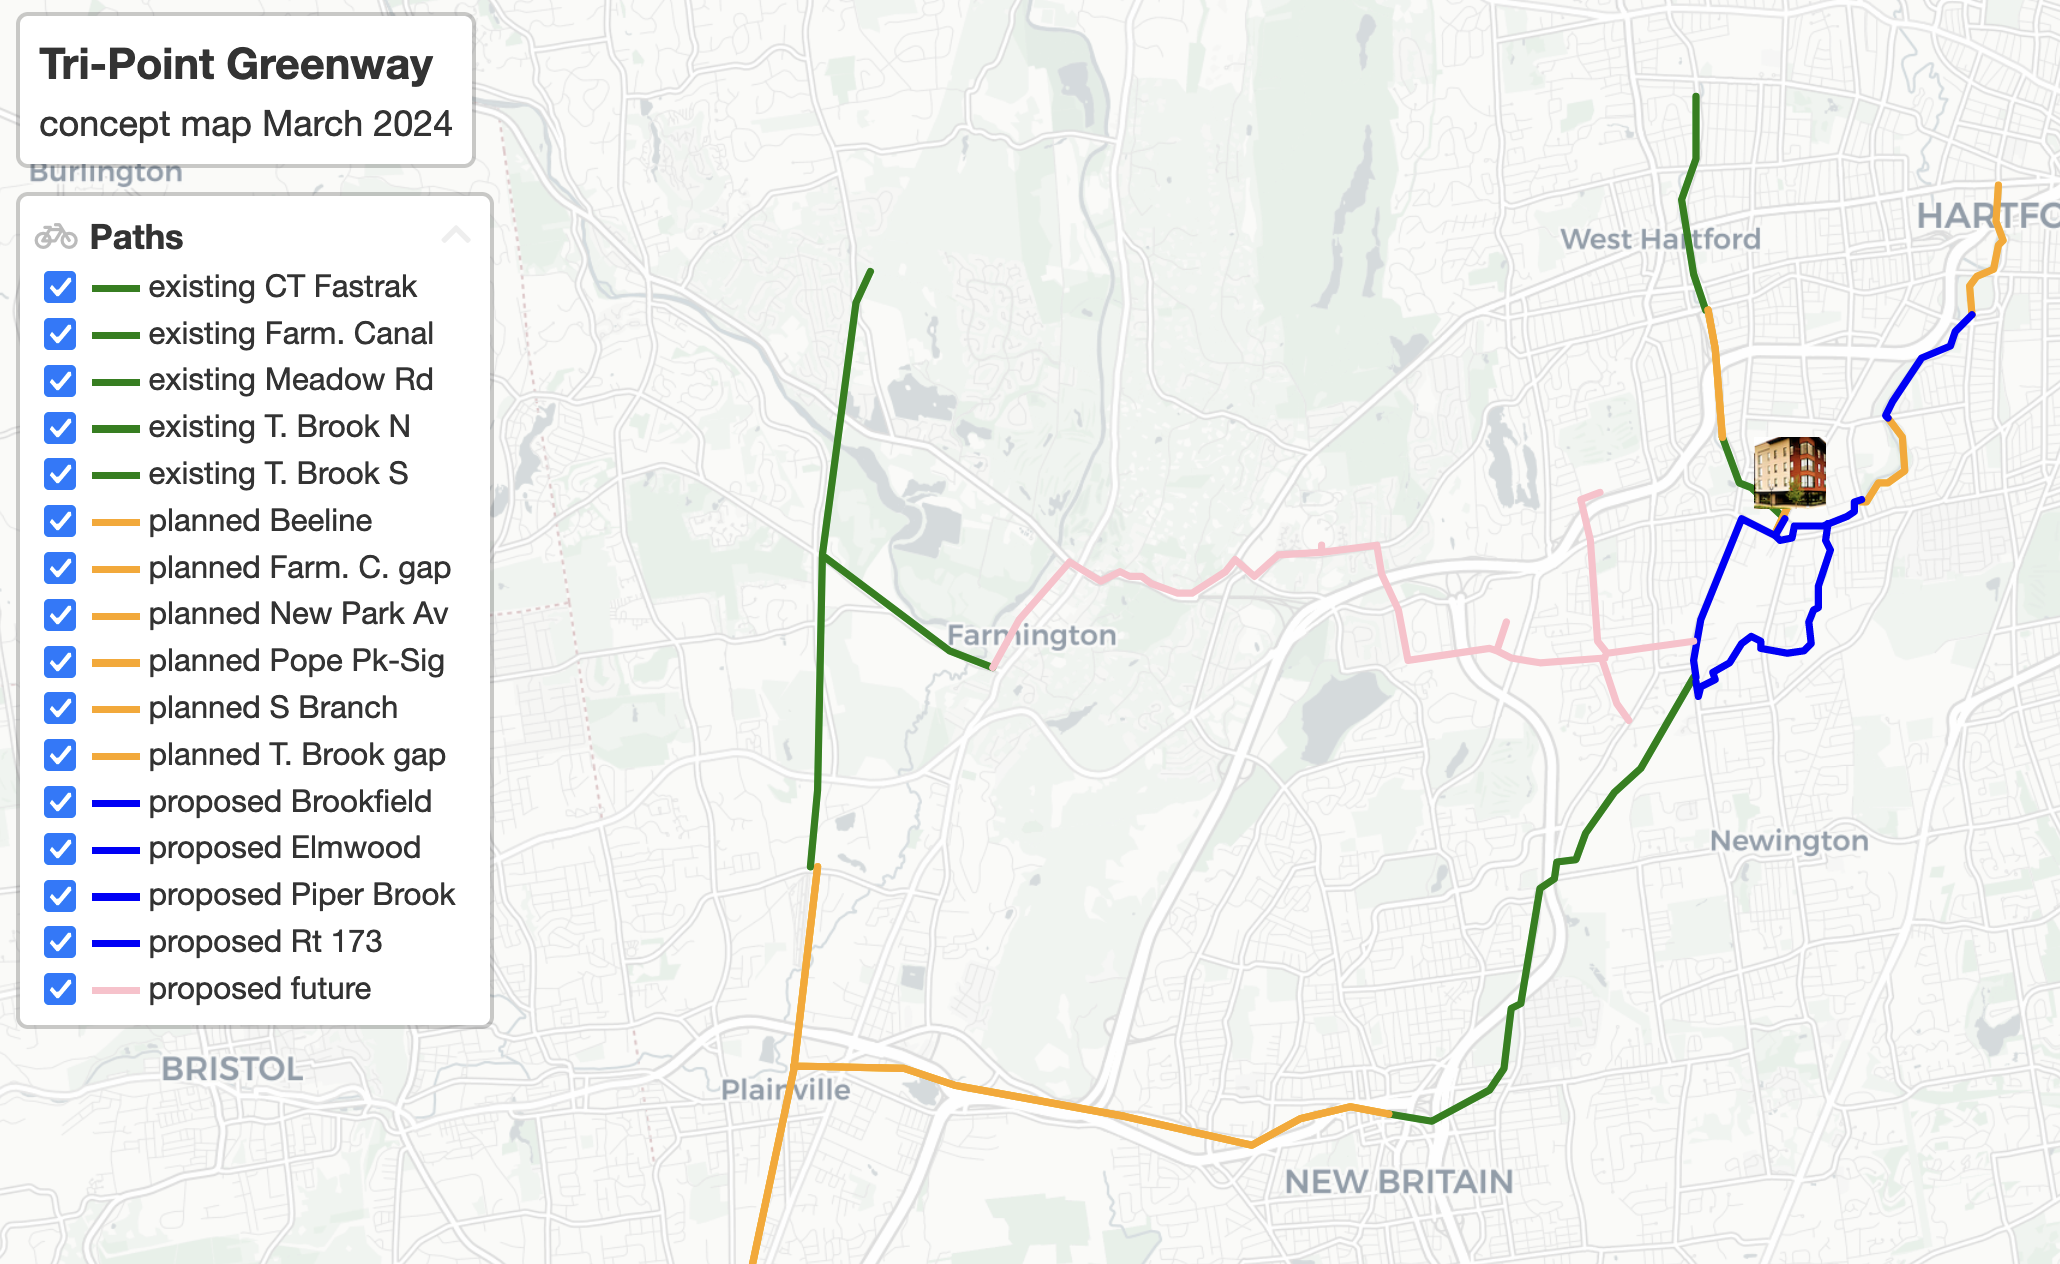 Tri-Point Greenway
concept map March 2024
Burlington
Paths
existing CT Fastrak
existing Farm. Canal
existing Meadow Rd
existing T. Brook N
existing T. Brook S
planned Beeline
planned Farm. C. gap
planned New Park Av
planned Pope Pk-Sig
planned S Branch
planned T. Brook gap
proposed Brookfield
proposed Elmwood
proposed Piper Brook
proposed Rt 173
proposed future
HARTFO
West Hartford
Farmington
Newington
BRISTOL
Plainville
NEW BRITAIN